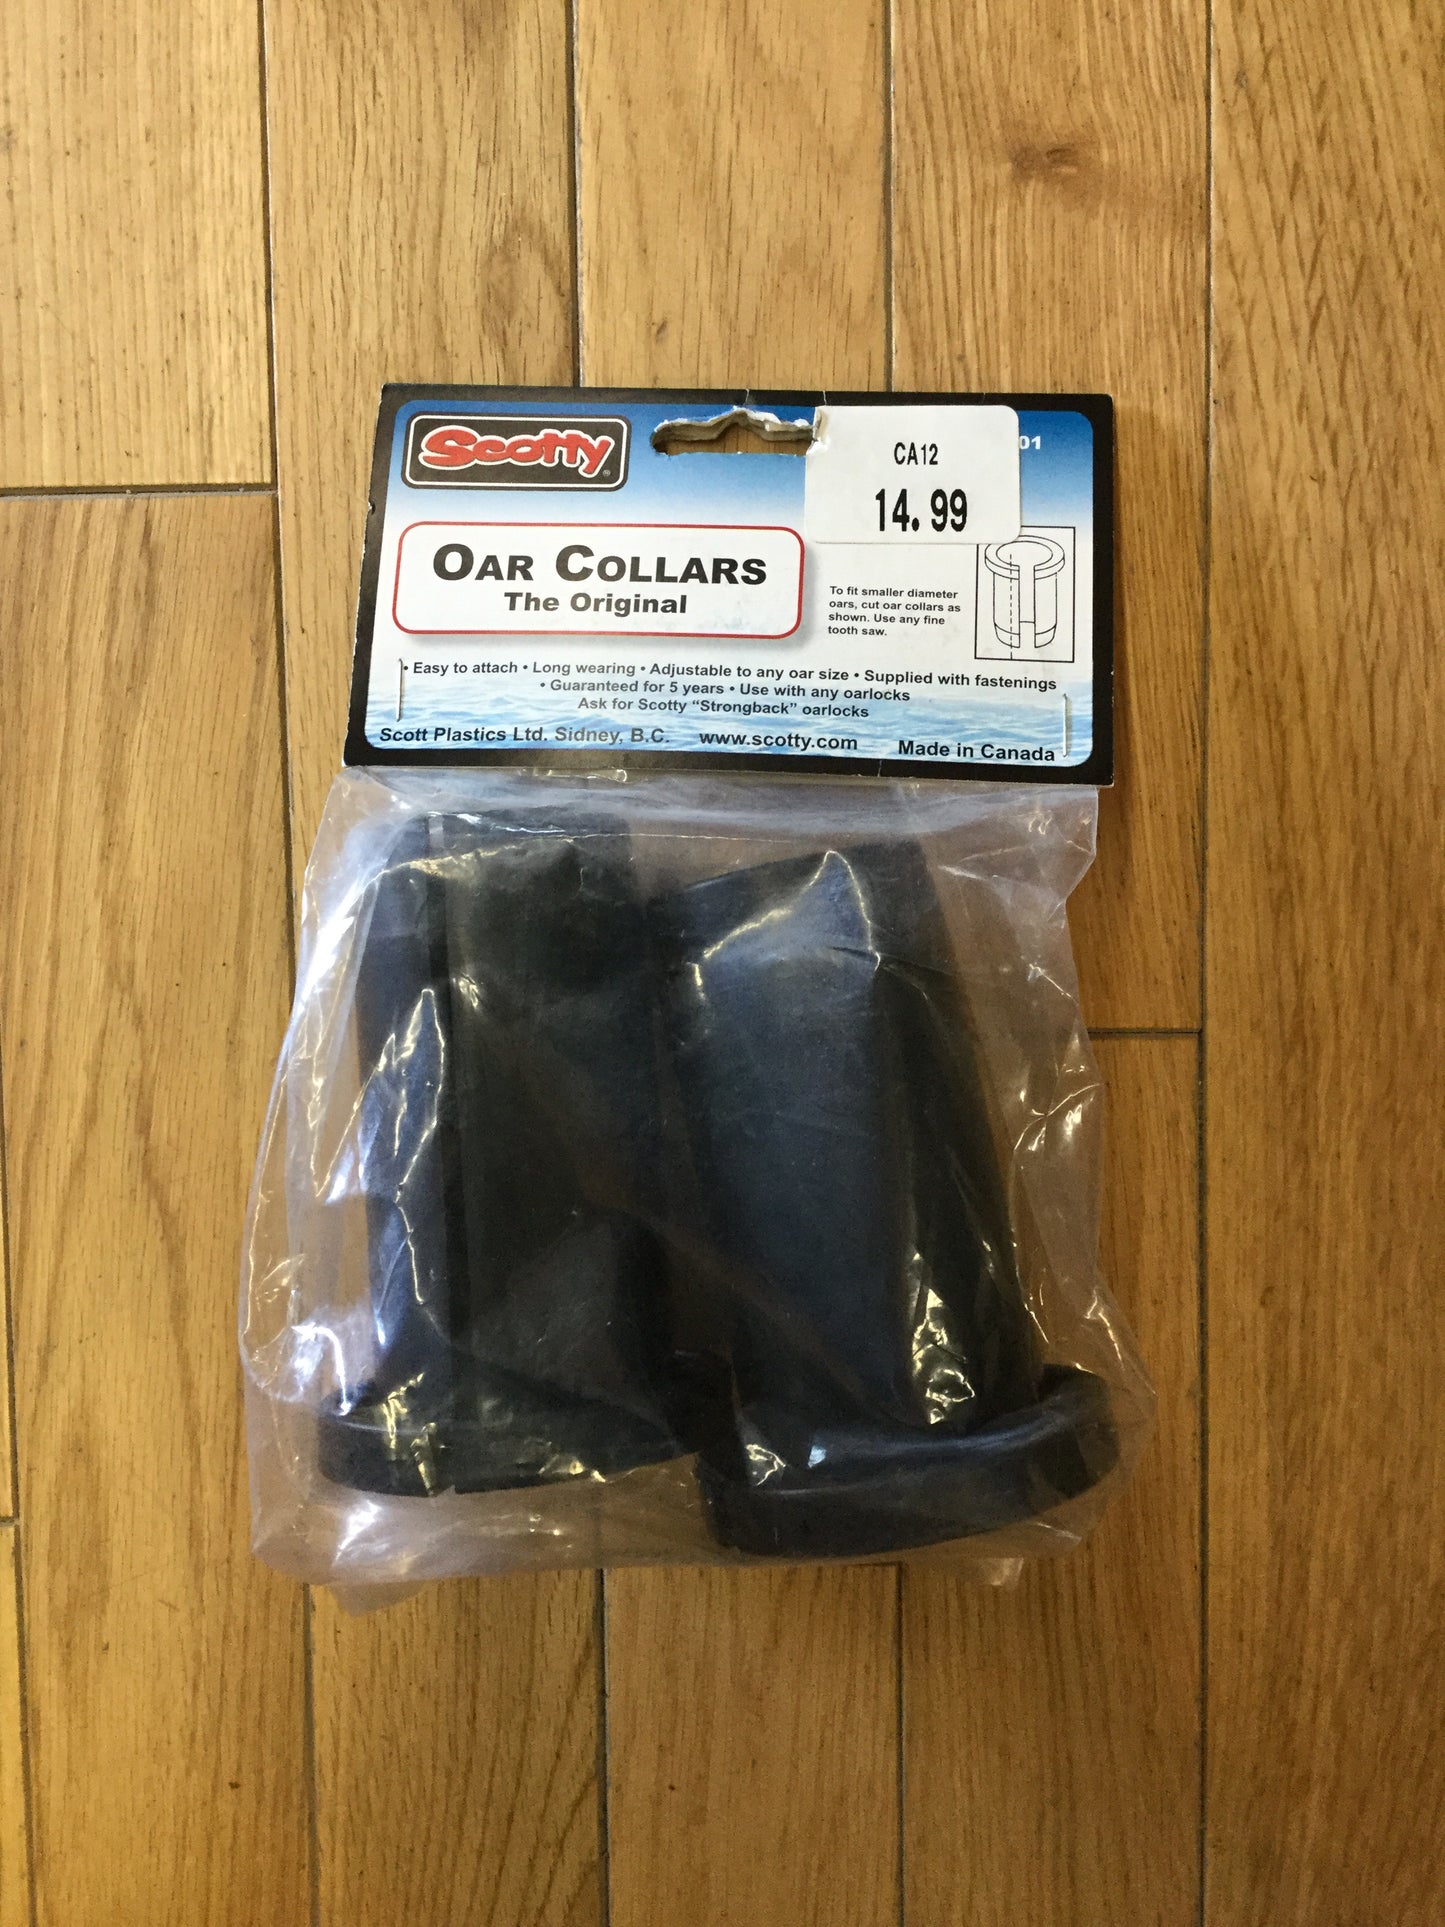 Scotty®
01
CA12
14.99
OAR COLLARS
The Original
To fit smaller diameter
oars, cut oar collars as
shown. Use any fine
tooth saw.
• Easy to attach • Long wearing • Adjustable to any oar size • Supplied with fastenings
• Guaranteed for 5 years • Use with any oarlocks
Ask for Scotty "Strongback" oarlocks
Scott Plastics Ltd. Sidney, B.C. www.scotty.com Made in Canada